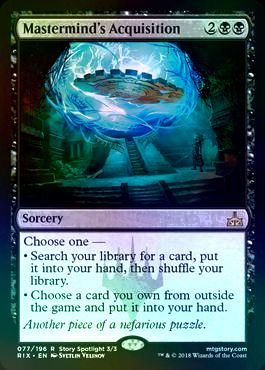 Mastermind's Acquisition 2
Sorcery
Choose one —
• Search your library for a card, put
it into your hand, then shuffle your
library.
• Choose a card you own from outside
the game and put it into your hand.
Another piece of a nefarious puzzle.
077/196 R Story Spotlight 3/3
RIX • EN Svetlin Velinov
mtgstory.com
™ & © 2018 Wizards of the Coast